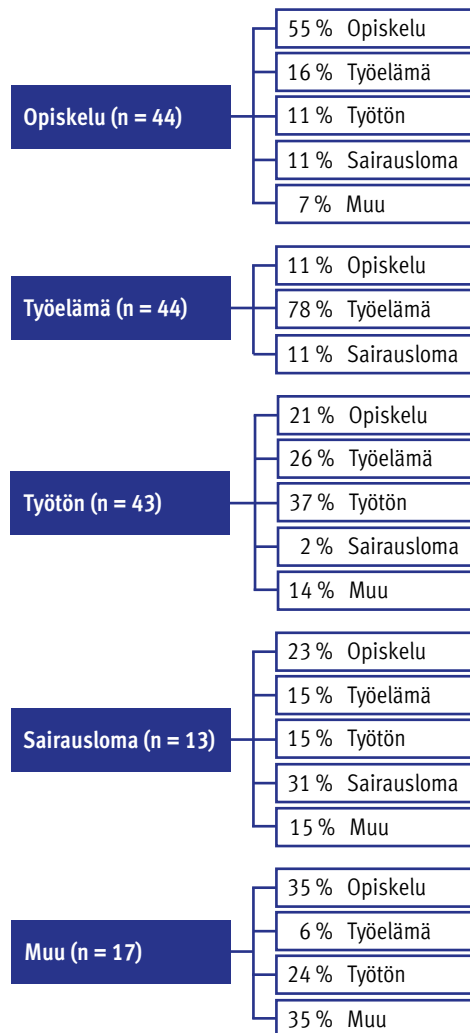 Opiskelu (n = 44)
55 % Opiskelu
16 % Työelämä
11 % Työtön
11 % Sairausloma
7 % Muu
Työelämä (n = 44)
11 % Opiskelu
78 % Työelämä
11 % Sairausloma
Työtön (n = 43)
21 % Opiskelu
26 % Työelämä
37 % Työtön
2 % Sairausloma
14 % Muu
Sairausloma (n = 13)
23 % Opiskelu
15 % Työelämä
15 % Työtön
31 % Sairausloma
15 % Muu
Muu (n = 17)
35 % Opiskelu
6 % Työelämä
24 % Työtön
35 % Muu